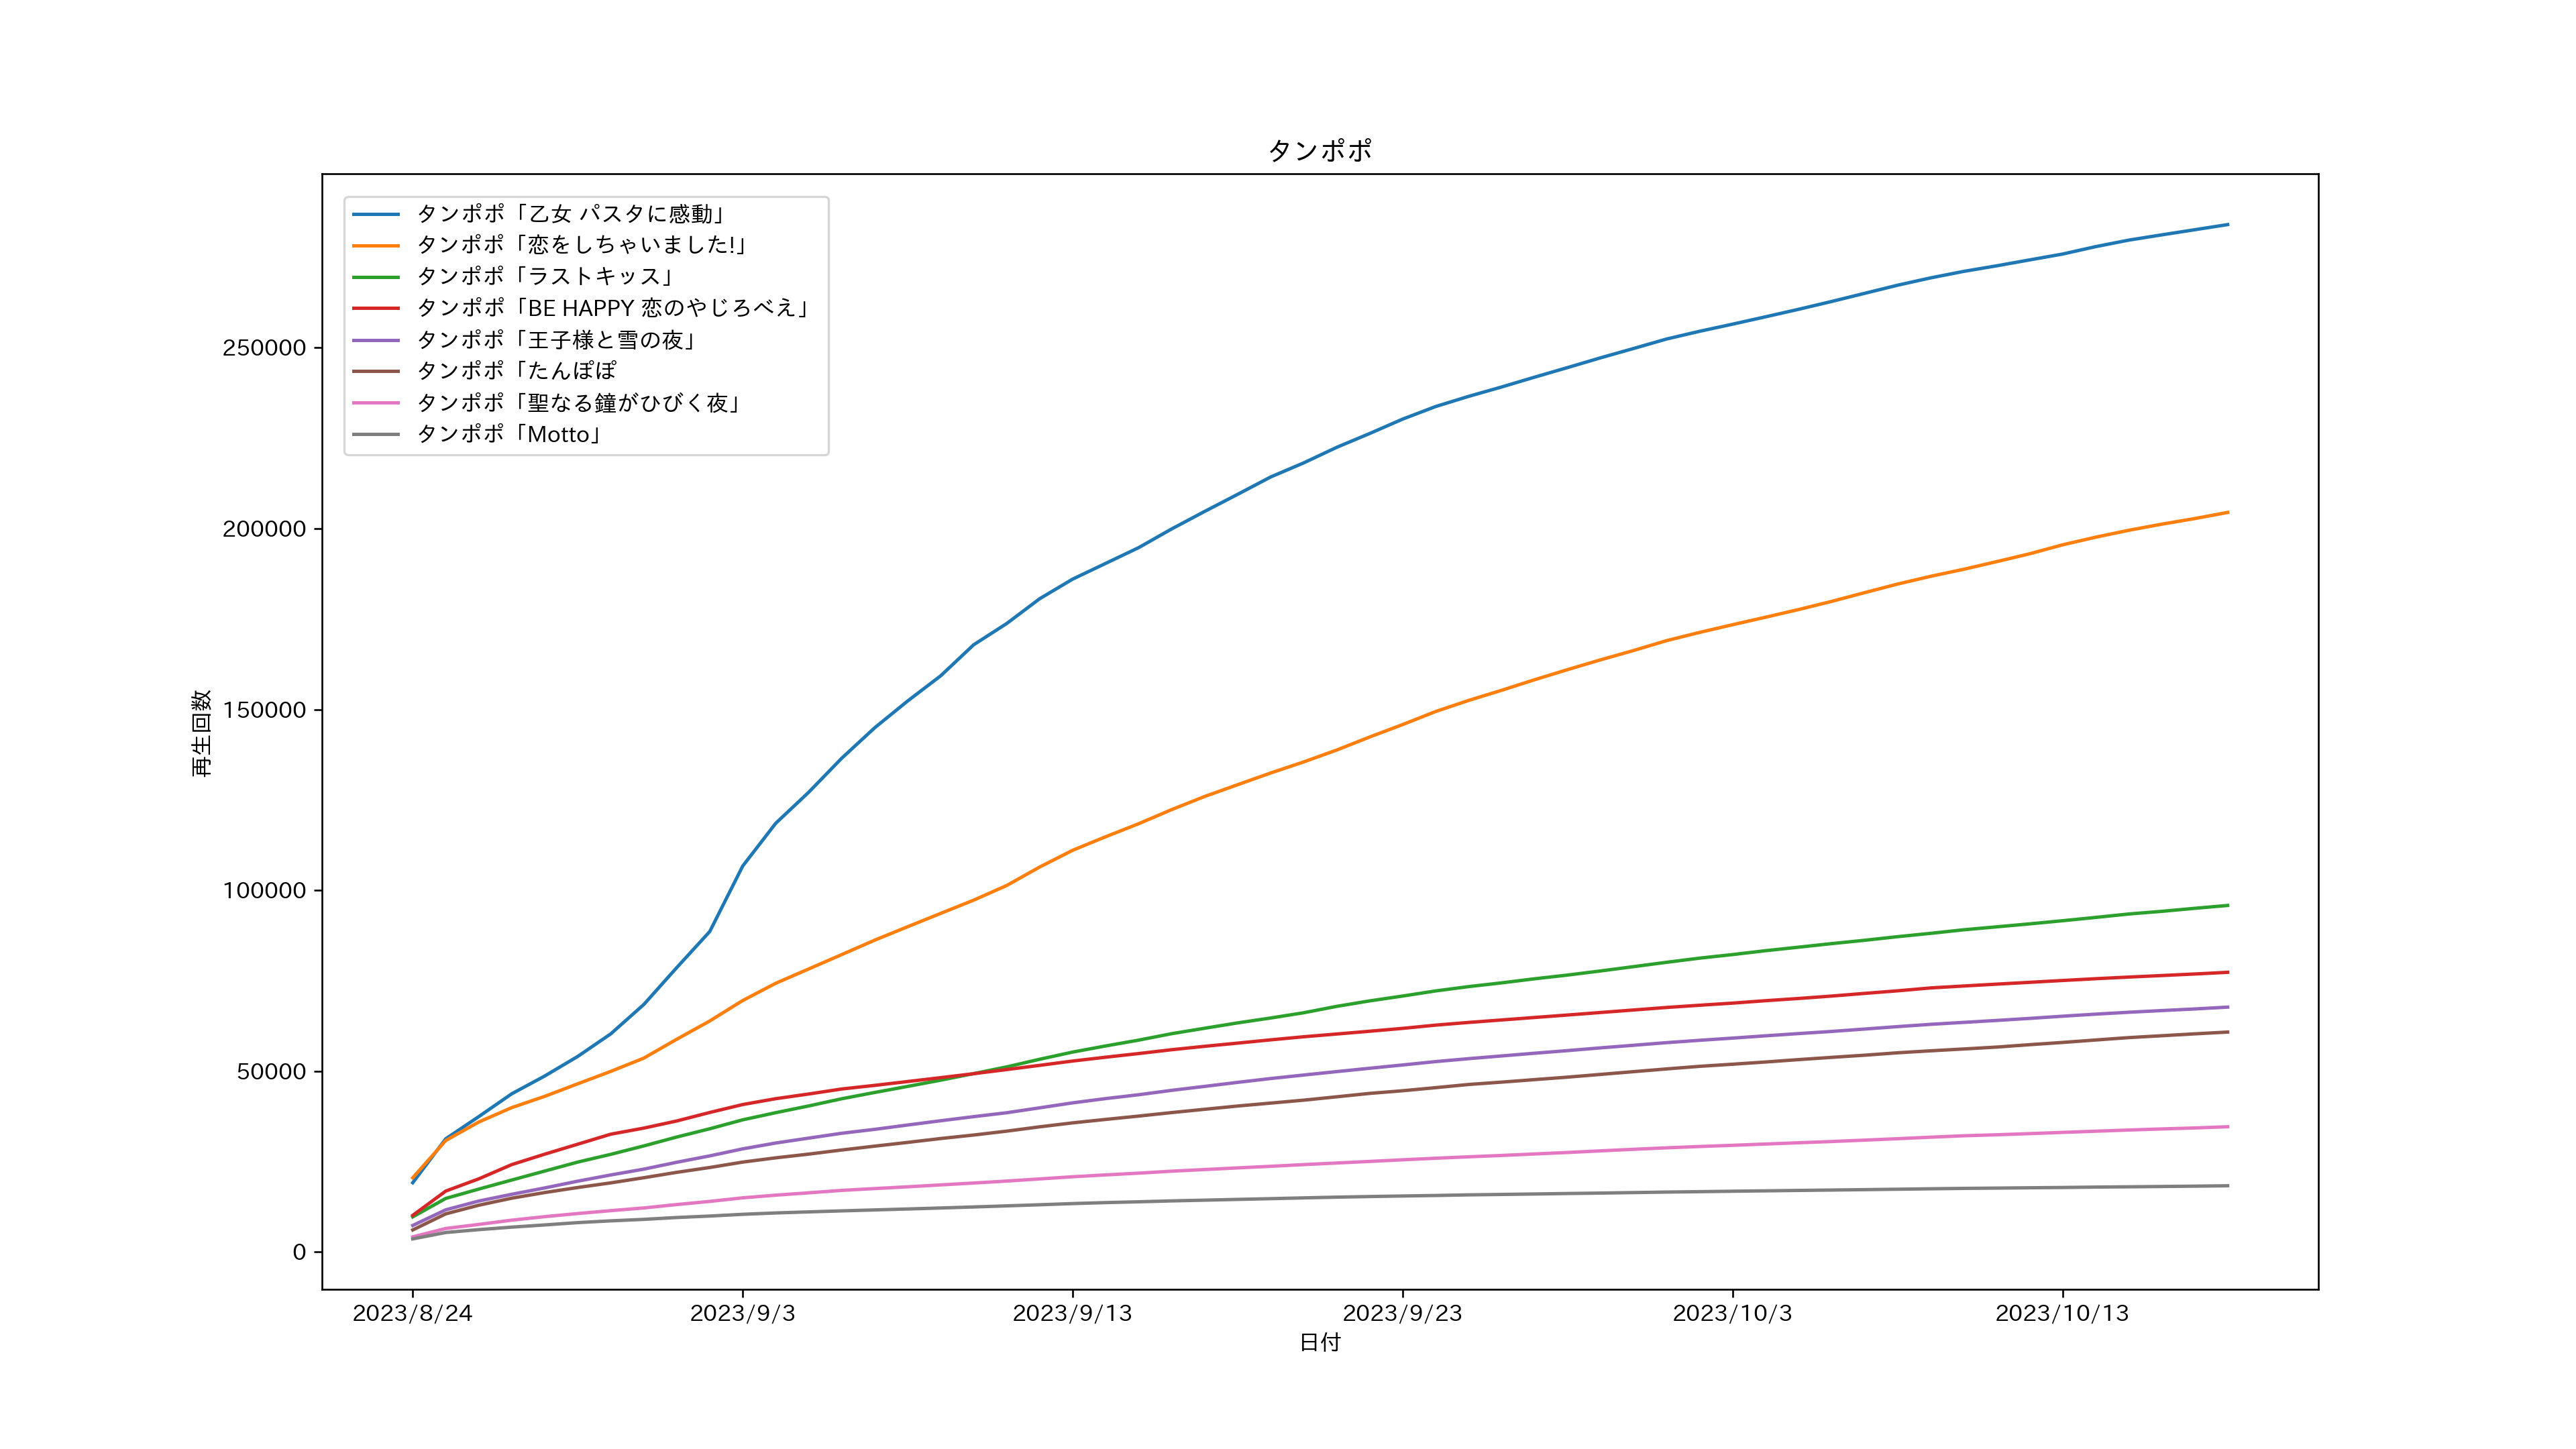 タンポポ
タンポポ「乙女 パスタに感動」
タンポポ「恋をしちゃいました!」
タンポポ「ラストキッス」
タンポポ「BE HAPPY 恋のやじろべえ」
タンポポ「王子様と雪の夜」
タンポポ「たんぽぽ
タンポポ「聖なる鐘がひびく夜」
タンポポ「Motto」
250000
200000
150000
100000
50000
0
再生回数
2023/8/24 2023/9/3 2023/9/13 2023/9/23 2023/10/3 2023/10/13
日付